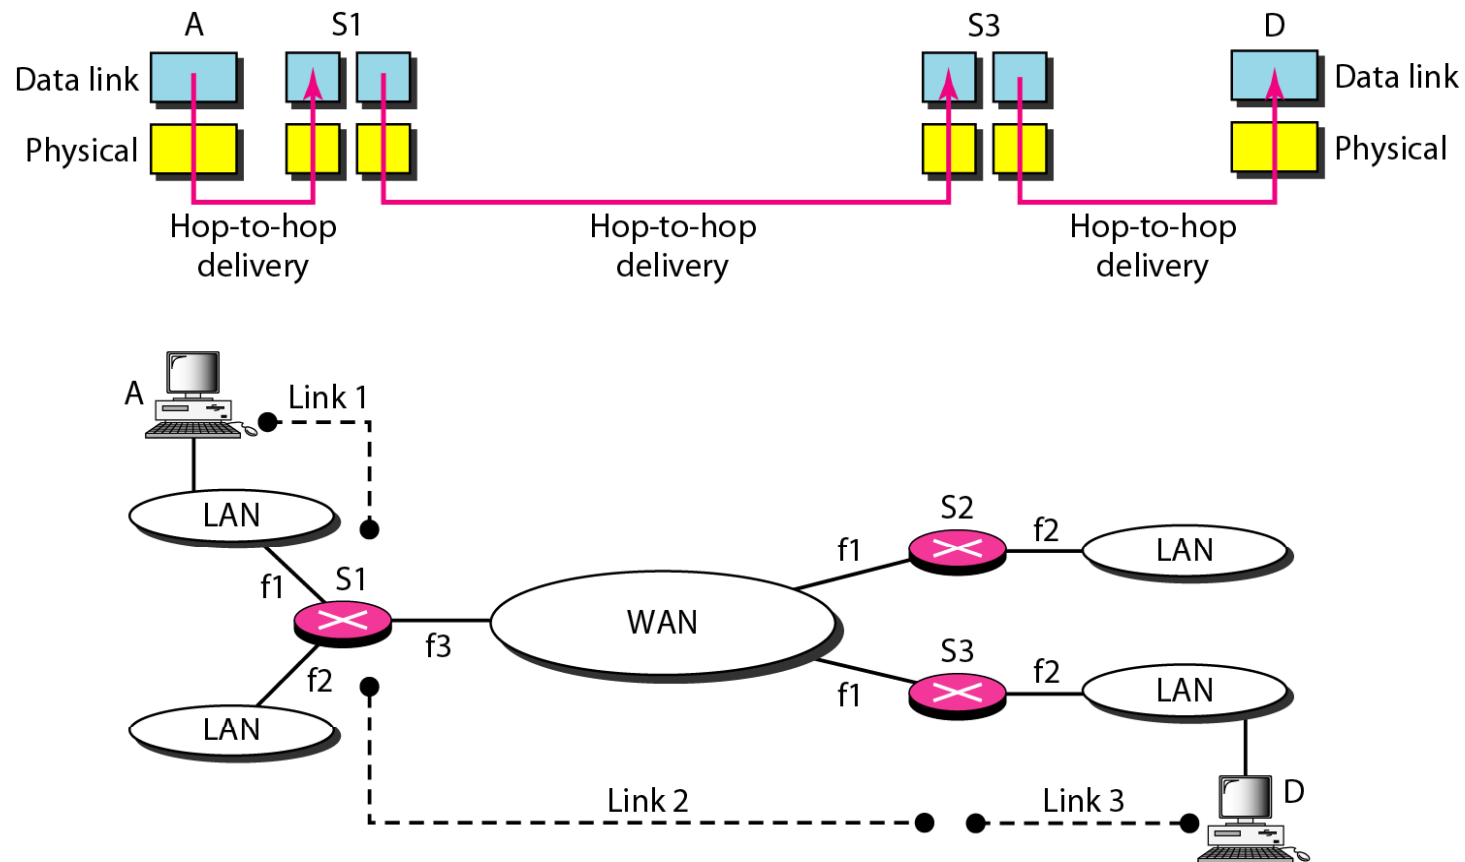 A S1 S3 D
Data link Data link
Physical Physical
Hop-to-hop Hop-to-hop Hop-to-hop
delivery delivery delivery
A Link 1
LAN
S2
f1 f2 LAN
f1 S1
WAN
f3
S3
f2 f1 f2 LAN
LAN
Link 2 Link 3 D